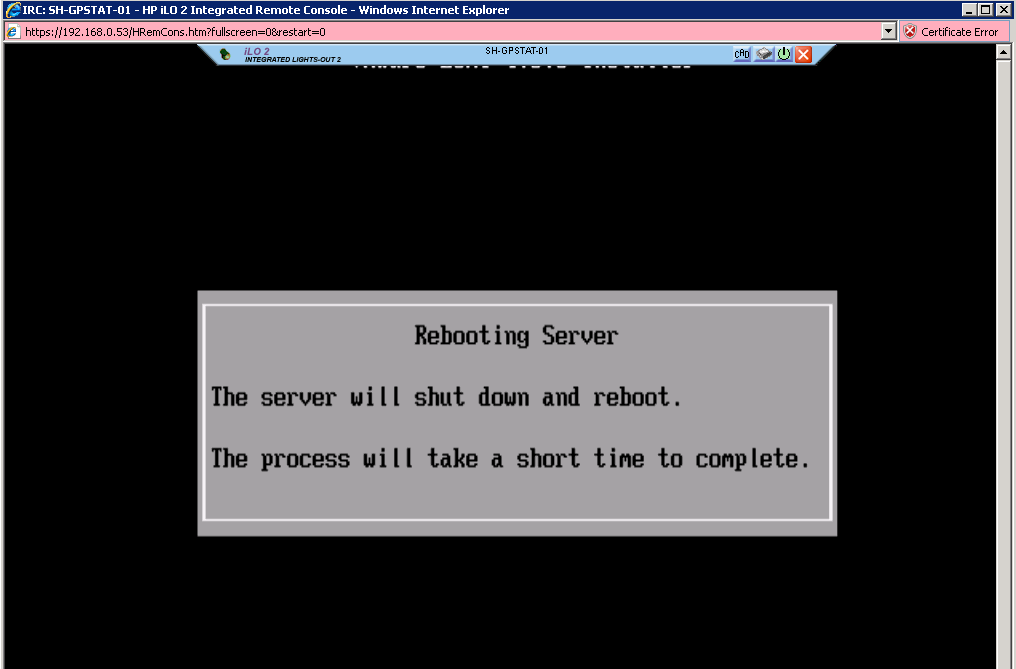 IRC: SH-GPSTAT-01 - HP iLO 2 Integrated Remote Console - Windows Internet Explorer
https://192.168.0.53/HRemCons.htm?fullscreen=0&restart=0
Certificate Error
iLO 2
INTEGRATED LIGHTS-OUT 2
SH-GPSTAT-01
CAD
Rebooting Server
The server will shut down and reboot.
The process will take a short time to complete.